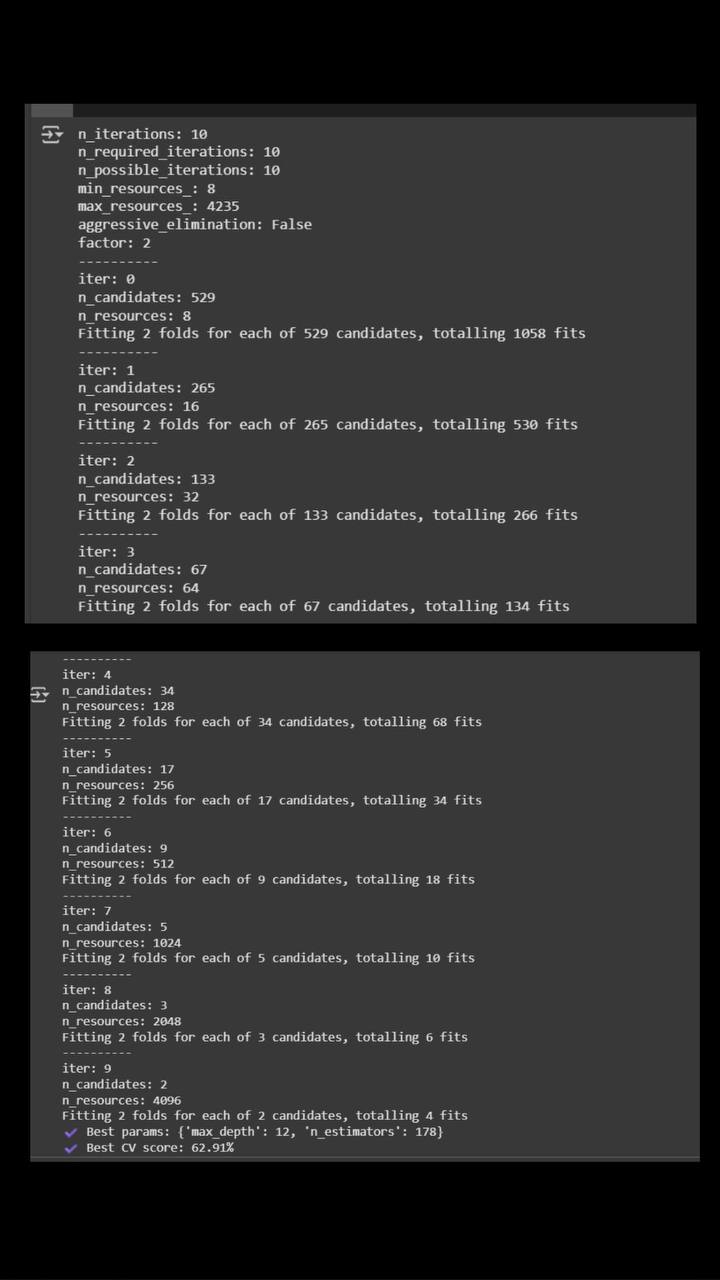 n_iterations: 10
n_required_iterations: 10
n_possible_iterations: 10
min_resources_: 8
max_resources_: 4235
aggressive_elimination: False
factor: 2
----------
iter: 0
n_candidates: 529
n_resources: 8
Fitting 2 folds for each of 529 candidates, totalling 1058 fits
----------
iter: 1
n_candidates: 265
n_resources: 16
Fitting 2 folds for each of 265 candidates, totalling 530 fits
----------
iter: 2
n_candidates: 133
n_resources: 32
Fitting 2 folds for each of 133 candidates, totalling 266 fits
----------
iter: 3
n_candidates: 67
n_resources: 64
Fitting 2 folds for each of 67 candidates, totalling 134 fits
----------
iter: 4
n_candidates: 34
n_resources: 128
Fitting 2 folds for each of 34 candidates, totalling 68 fits
----------
iter: 5
n_candidates: 17
n_resources: 256
Fitting 2 folds for each of 17 candidates, totalling 34 fits
----------
iter: 6
n_candidates: 9
n_resources: 512
Fitting 2 folds for each of 9 candidates, totalling 18 fits
----------
iter: 7
n_candidates: 5
n_resources: 1024
Fitting 2 folds for each of 5 candidates, totalling 10 fits
----------
iter: 8
n_candidates: 3
n_resources: 2048
Fitting 2 folds for each of 3 candidates, totalling 6 fits
----------
iter: 9
n_candidates: 2
n_resources: 4096
Fitting 2 folds for each of 2 candidates, totalling 4 fits
✔ Best params: {'max_depth': 12, 'n_estimators': 178}
✔ Best CV score: 62.91%